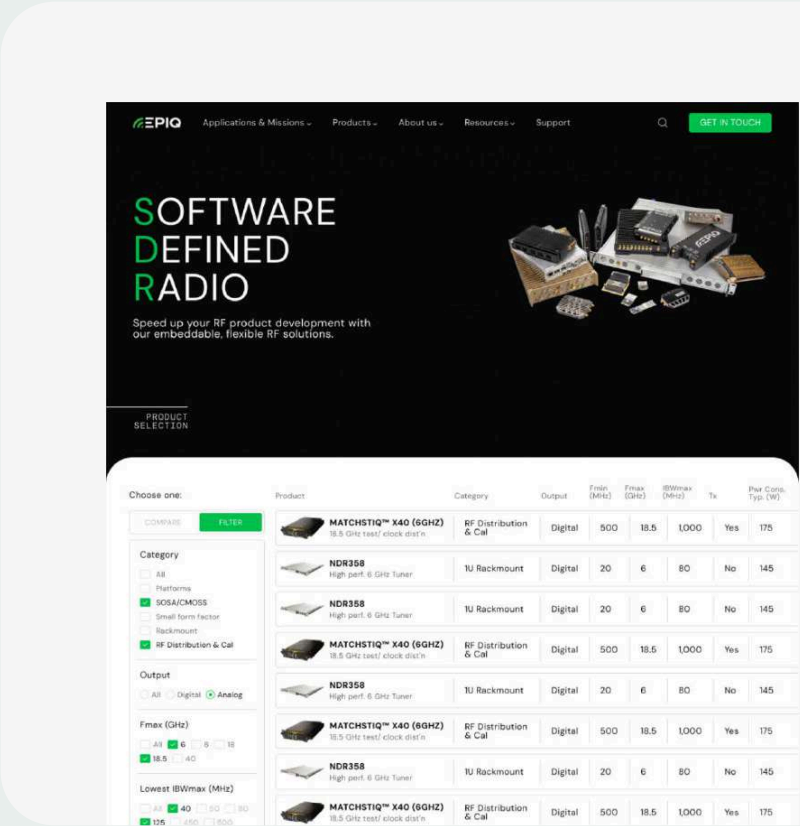 EPIQ Applications & Missions Products About us Resources Support GET IN TOUCH
SOFTWARE
DEFINED
RADIO
Speed up your RF product development with
our embeddable, flexible RF solutions.
EPIQ
PRODUCT
SELECTION
Choose one:
COMPARE FILTER
Category
All
Platforms
SOSA/CMOSS
Small form factor
Rackmount
RF Distribution & Cal
Output
All Digital Analog
Fmax (GHz)
All 6 8 18
18.5 40
Lowest IBWmax (MHz)
All 40 50 80
125 450 500
Product Category Output Fmin (MHz) Fmax (GHz) IBWmax (MHz) Tx Pwr Cons. Typ. (W)
MATCHSTIQ™ X40 (6GHZ) RF Distribution Digital 500 18.5 1,000 Yes 175
18.5 GHz test/ clock dist'n & Cal
NDR358 1U Rackmount Digital 20 6 80 No 145
High perf. 6 GHz Tuner
NDR358 1U Rackmount Digital 20 6 80 No 145
High perf. 6 GHz Tuner
MATCHSTIQ™ X40 (6GHZ) RF Distribution Digital 500 18.5 1,000 Yes 175
18.5 GHz test/ clock dist'n & Cal
NDR358 1U Rackmount Digital 20 6 80 No 145
High perf. 6 GHz Tuner
MATCHSTIQ™ X40 (6GHZ) RF Distribution Digital 500 18.5 1,000 Yes 175
18.5 GHz test/ clock dist'n & Cal
NDR358 1U Rackmount Digital 20 6 80 No 145
High perf. 6 GHz Tuner
MATCHSTIQ™ X40 (6GHZ) RF Distribution Digital 500 18.5 1,000 Yes 175
18.5 GHz test/ clock dist'n & Cal